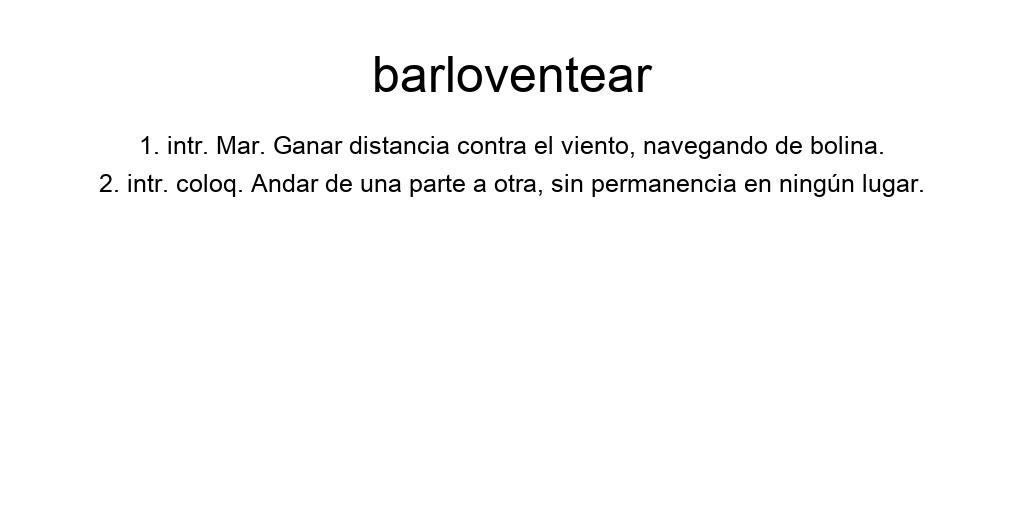 barloventear
1. intr. Mar. Ganar distancia contra el viento, navegando de bolina.
2. intr. coloq. Andar de una parte a otra, sin permanencia en ningún lugar.